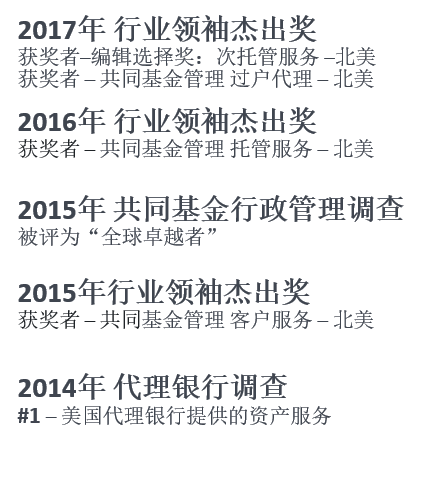 2017年 行业领袖杰出奖
获奖者–编辑选择奖：次托管服务 –北美
获奖者 – 共同基金管理 过户代理 – 北美
2016年 行业领袖杰出奖
获奖者 – 共同基金管理 托管服务 – 北美
2015年 共同基金行政管理调查
被评为“全球卓越者”
2015年行业领袖杰出奖
获奖者 – 共同基金管理 客户服务 – 北美
2014年 代理银行调查
#1 – 美国代理银行提供的资产服务